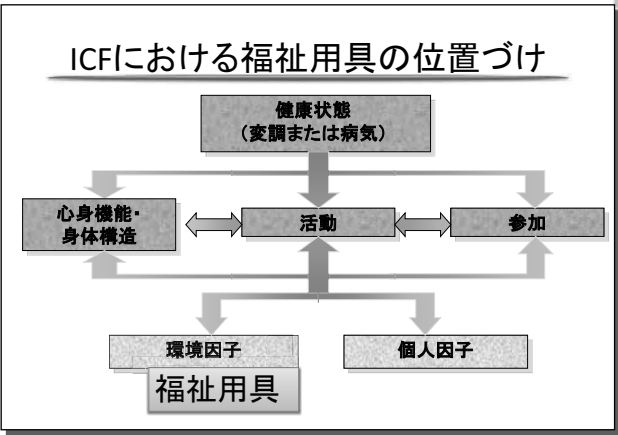 ICFにおける福祉用具の位置づけ
健康状態
（変調または病気）
心身機能・
身体構造
活動
参加
環境因子
個人因子
福祉用具